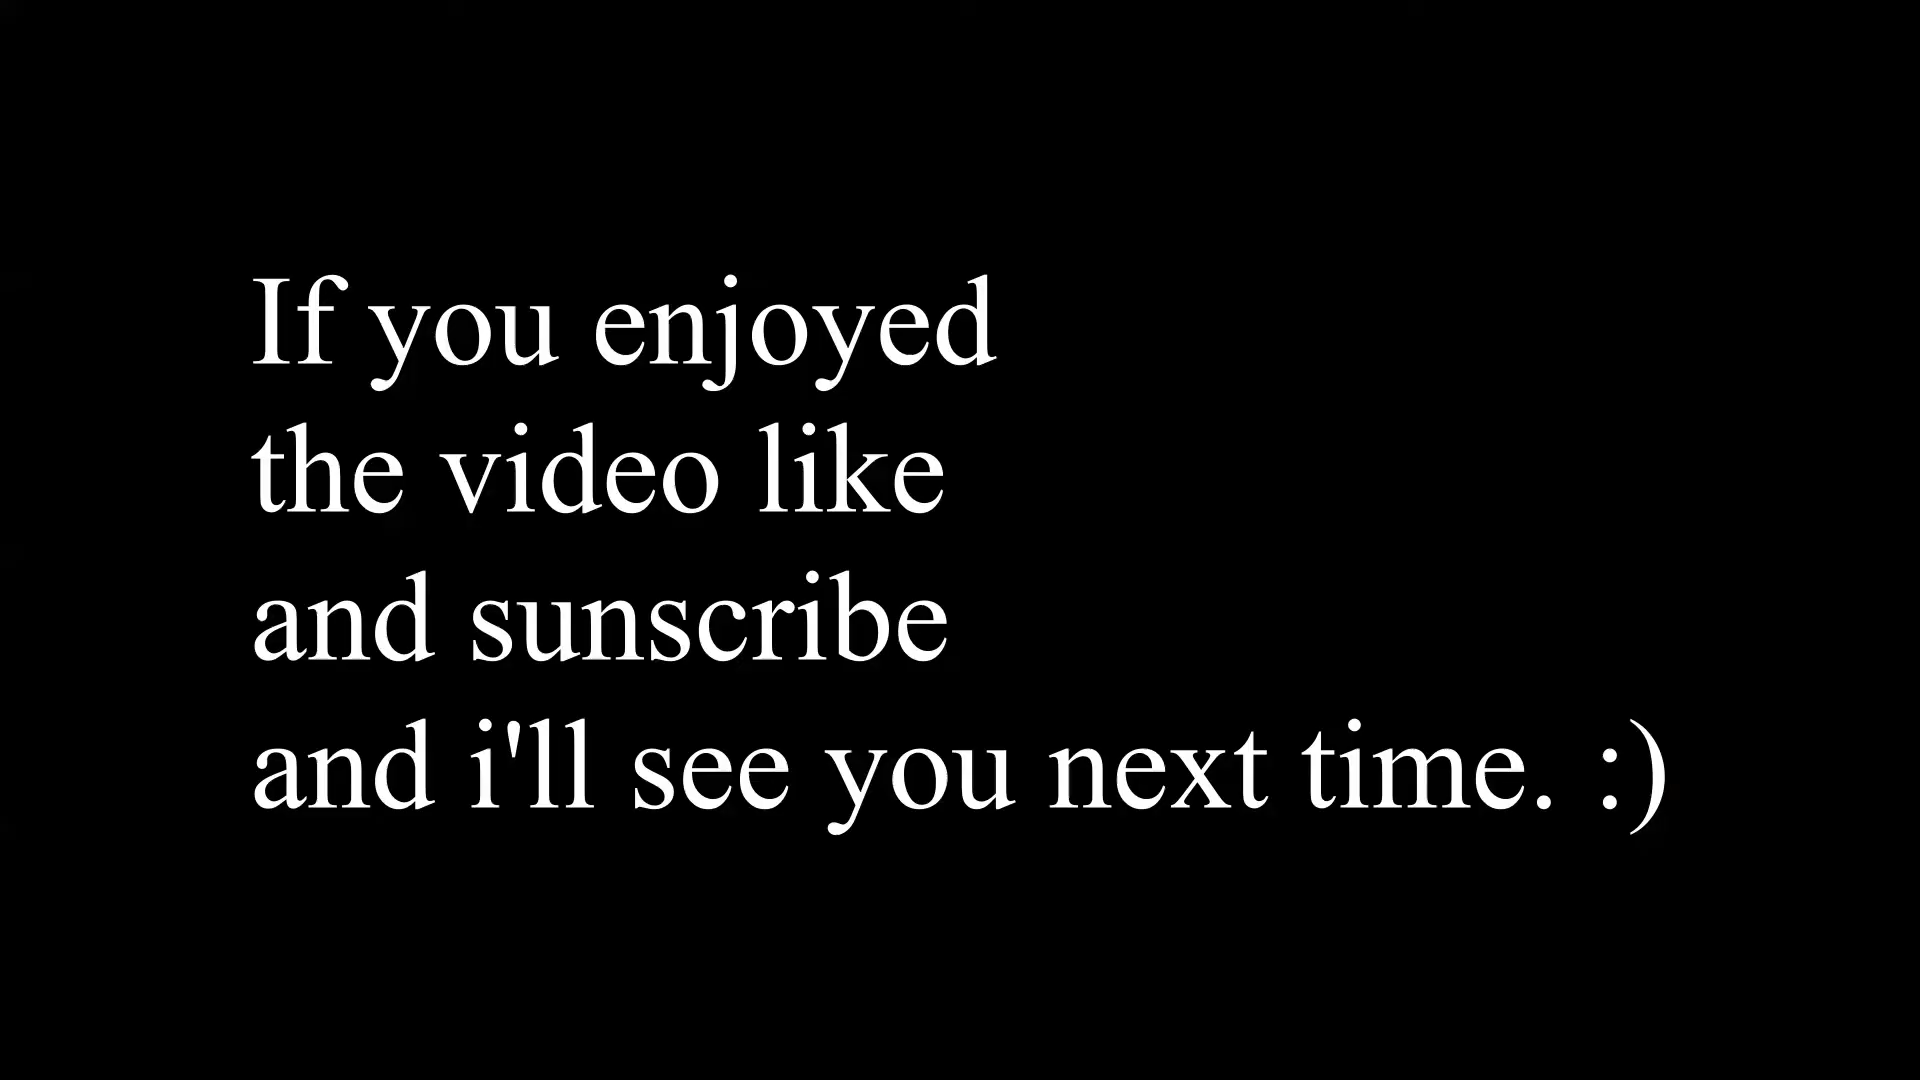 If you enjoyed
the video like
and sunscribe
and i'll see you next time. :)